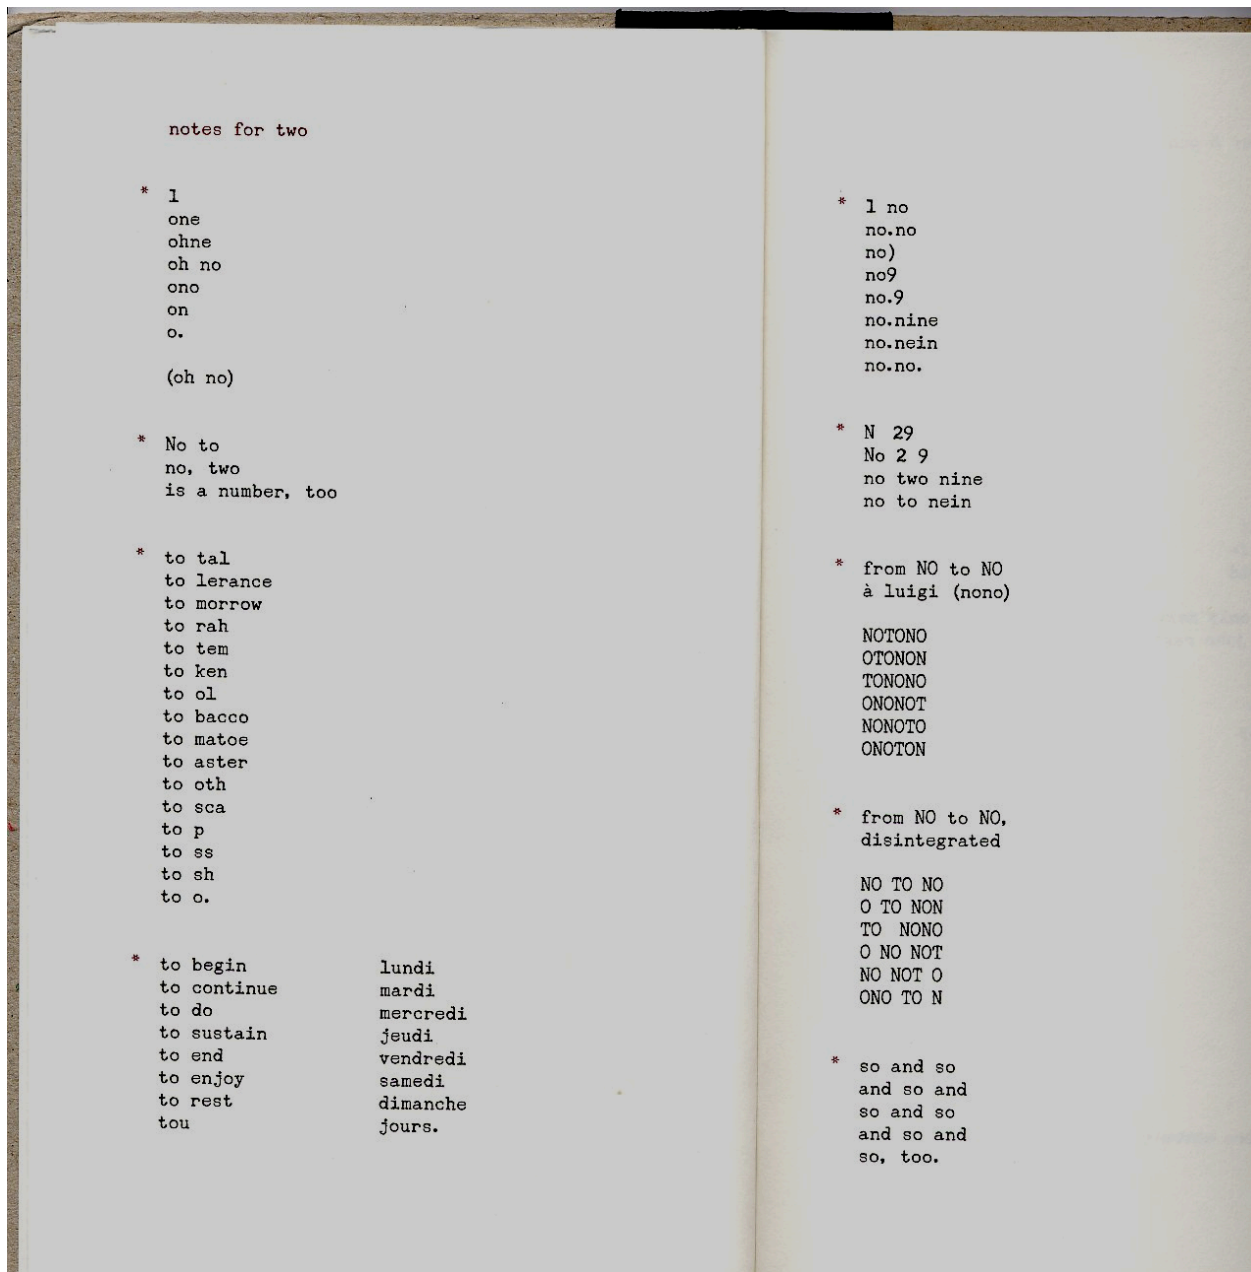 notes for two
* 1
one
ohne
oh no
ono
on
o.
(oh no)
* No to
no, two
is a number, too
* to tal
to lerance
to morrow
to rah
to tem
to ken
to ol
to bacco
to matoe
to aster
to oth
to sca
to p
to ss
to sh
to o.
* to begin lundi
to continue mardi
to do mercredi
to sustain jeudi
to end vendredi
to enjoy samedi
to rest dimanche
tou jours.
* 1 no
no.no
no)
no9
no.9
no.nine
no.nein
no.no.
* N 29
No 2 9
no two nine
no to nein
* from NO to NO
à luigi (nono)
NOTONO
OTONON
TONONO
ONONOT
NONOTO
ONOTON
* from NO to NO,
disintegrated
NO TO NO
O TO NON
TO NONO
O NO NOT
NO NOT O
ONO TO N
* so and so
and so and
so and so
and so and
so, too.